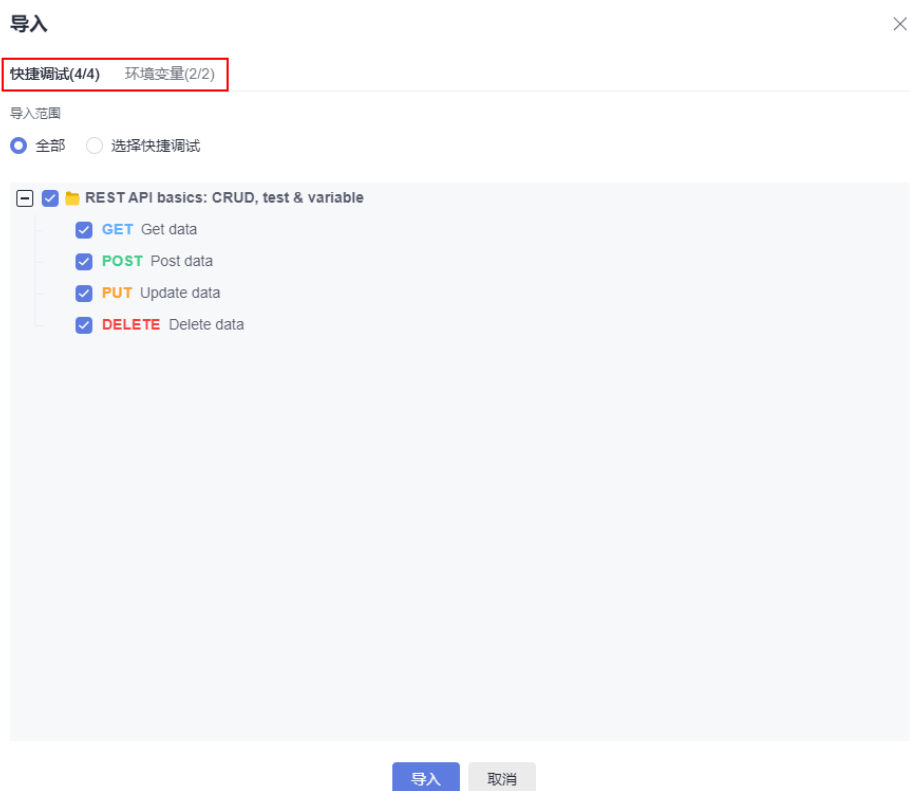 导入
快捷调试(4/4) 环境变量(2/2)
导入范围
全部 选择快捷调试
REST API basics: CRUD, test & variable
GET Get data
POST Post data
PUT Update data
DELETE Delete data
导入 取消